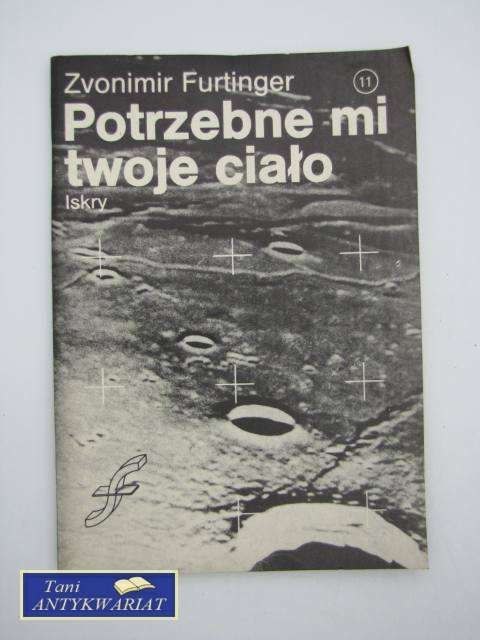 Zvonimir Furtinger
11
Potrzebne mi
twoje ciało
Iskry
Tani
ANTYKWARIAT